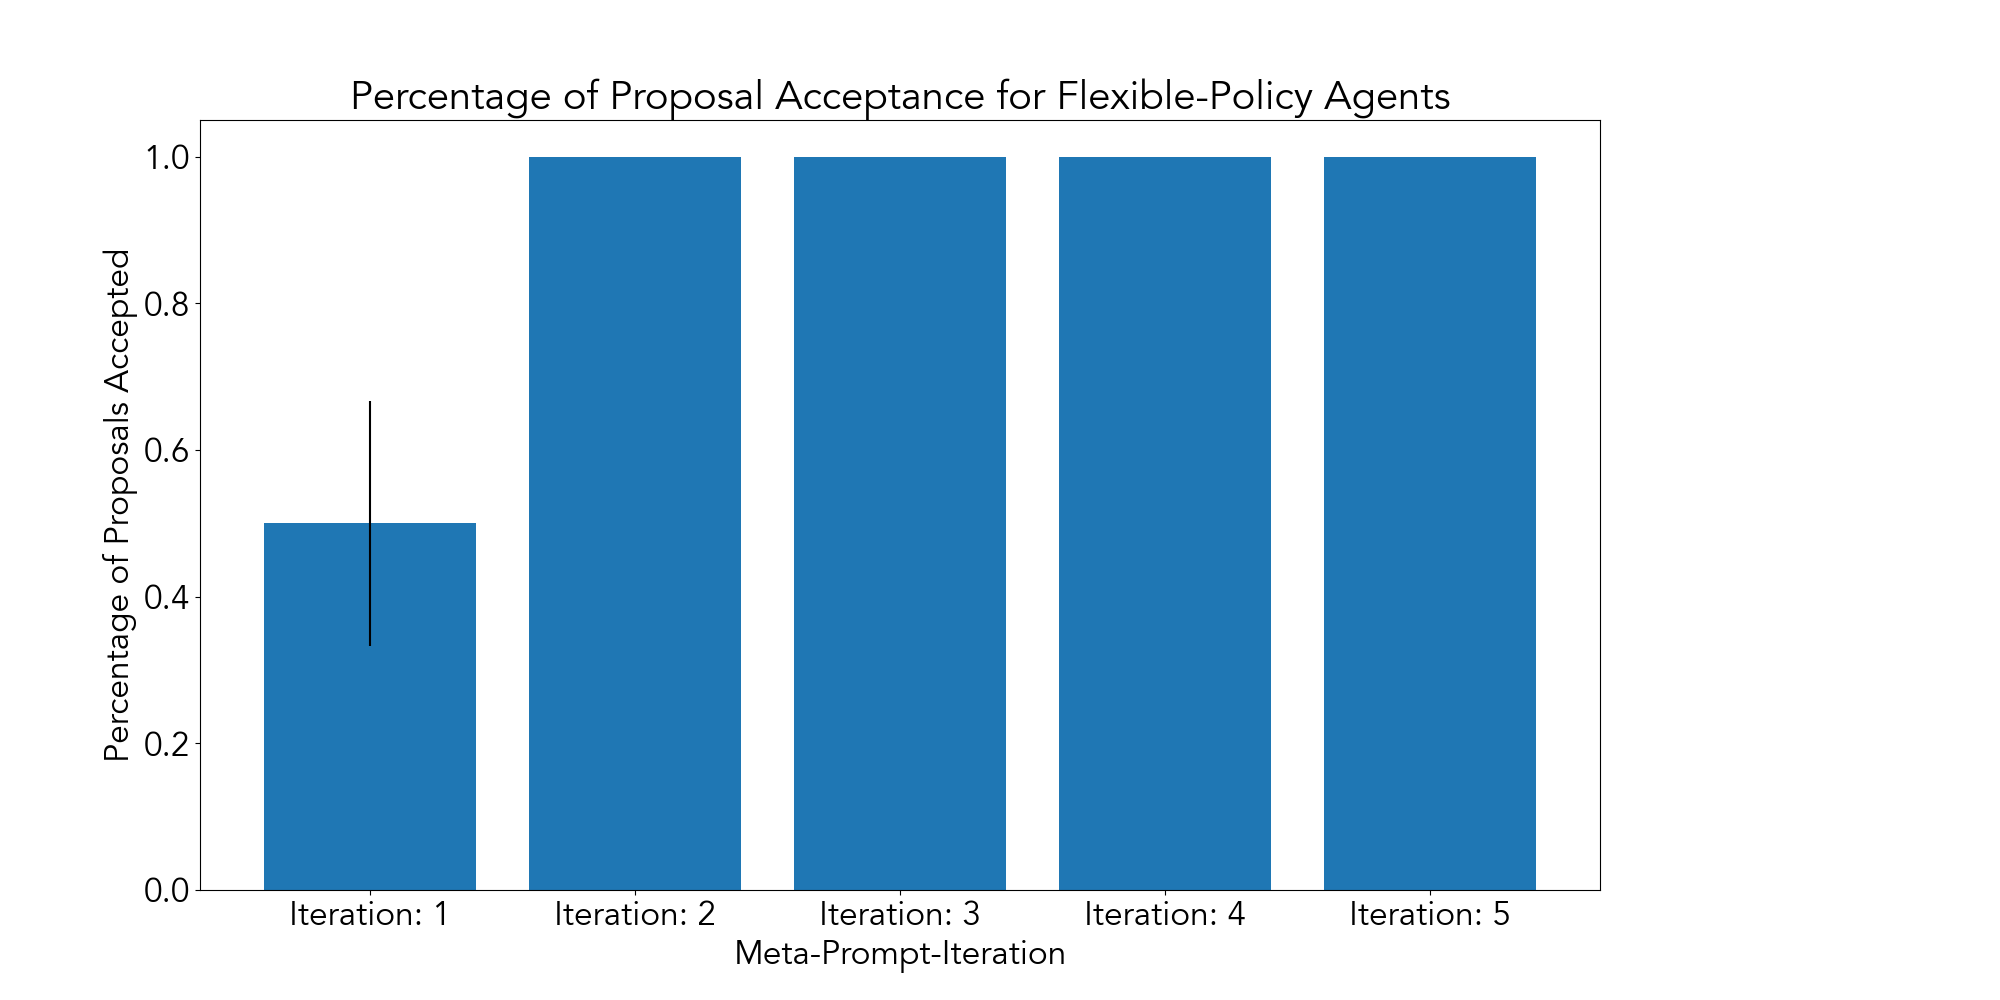 Percentage of Proposal Acceptance for Flexible-Policy Agents
Percentage of Proposals Accepted
1.0
0.8
0.6
0.4
0.2
0.0
Iteration: 1
Iteration: 2
Iteration: 3
Iteration: 4
Iteration: 5
Meta-Prompt-Iteration